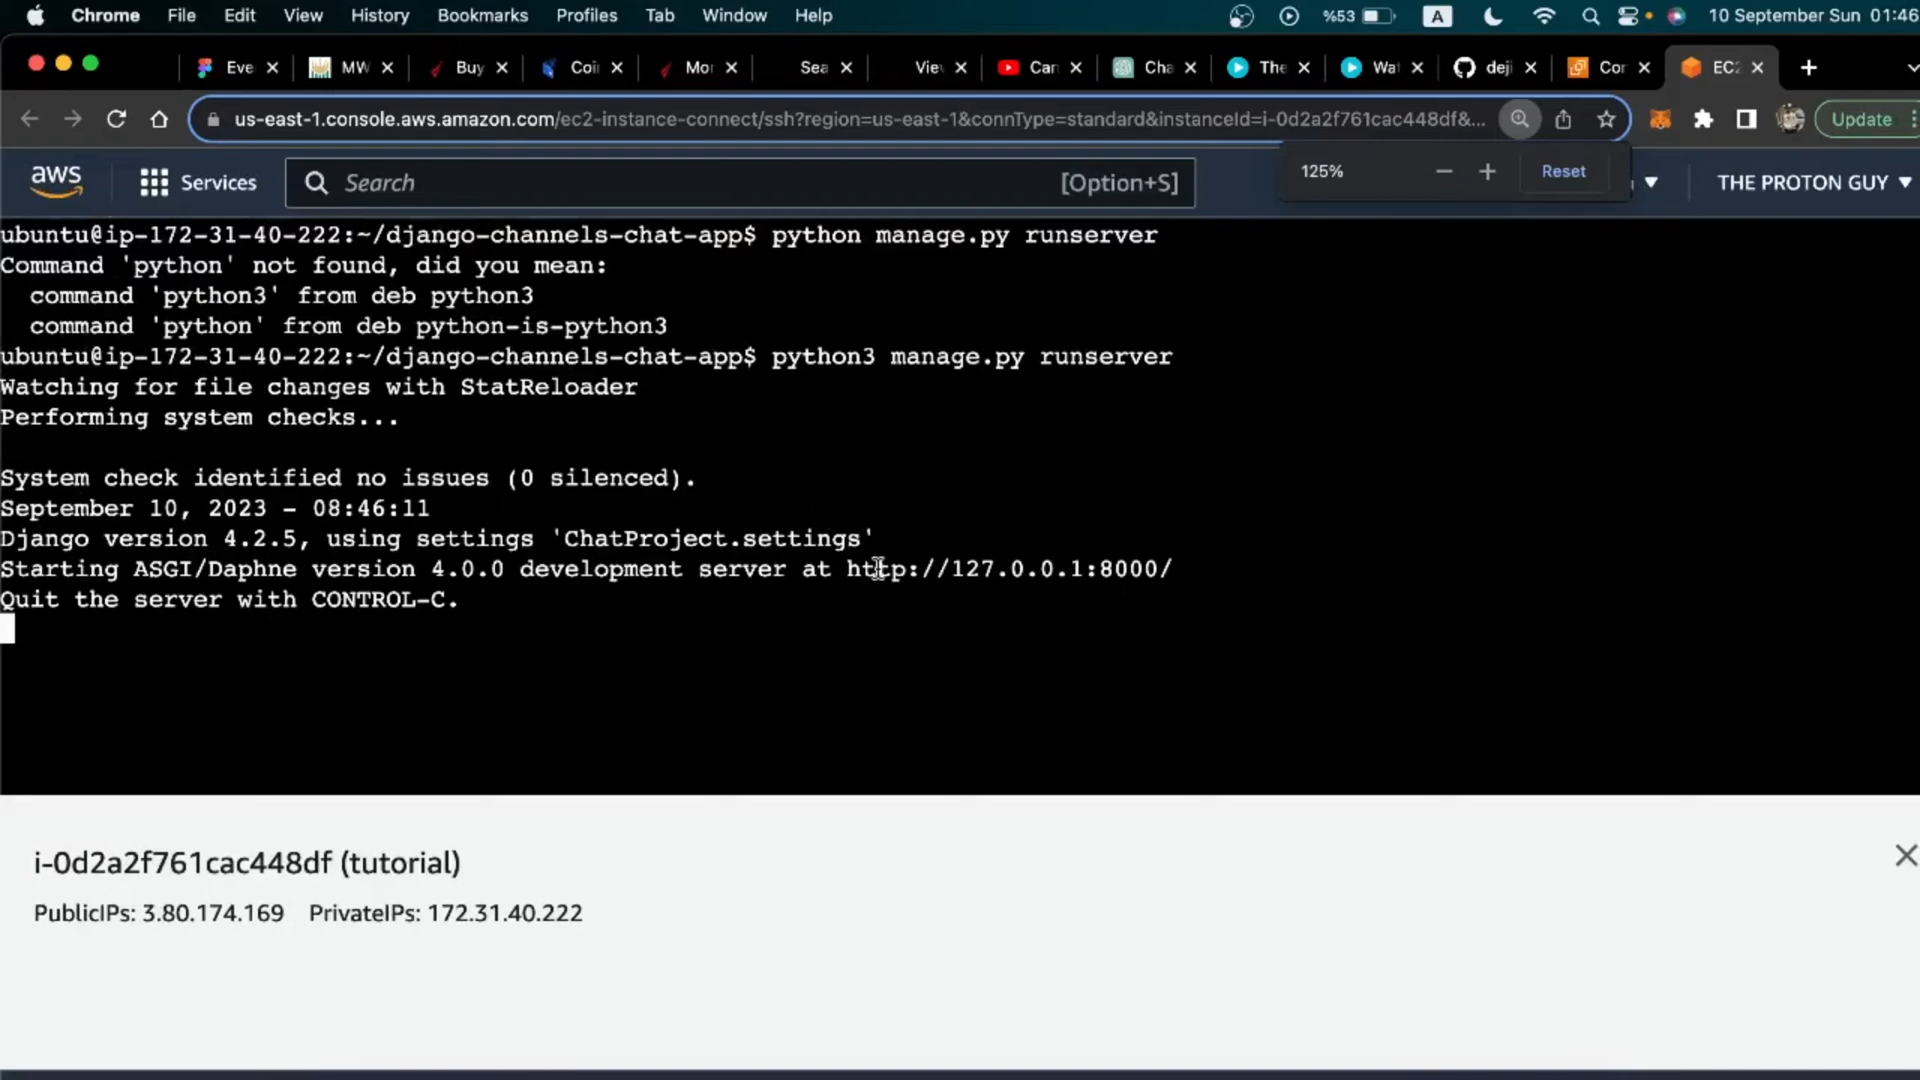 Chrome File Edit View History Bookmarks Profiles Tab Window Help %53 A 10 September Sun 01:46
Eve MW Buy Coi Mor Sea Viev Car Cha The Wat deji Cor EC2
us-east-1.console.aws.amazon.com/ec2-instance-connect/ssh?region=us-east-1&connType=standard&instanceId=i-0d2a2f761cac448df&... Update
aws Services Search [Option+S] 125% − + Reset THE PROTON GUY
ubuntu@ip-172-31-40-222:~/django-channels-chat-app$ python manage.py runserver
Command 'python' not found, did you mean:
command 'python3' from deb python3
command 'python' from deb python-is-python3
ubuntu@ip-172-31-40-222:~/django-channels-chat-app$ python3 manage.py runserver
Watching for file changes with StatReloader
Performing system checks...
System check identified no issues (0 silenced).
September 10, 2023 - 08:46:11
Django version 4.2.5, using settings 'ChatProject.settings'
Starting ASGI/Daphne version 4.0.0 development server at http://127.0.0.1:8000/
Quit the server with CONTROL-C.
i-0d2a2f761cac448df (tutorial)
PublicIPs: 3.80.174.169 PrivateIPs: 172.31.40.222